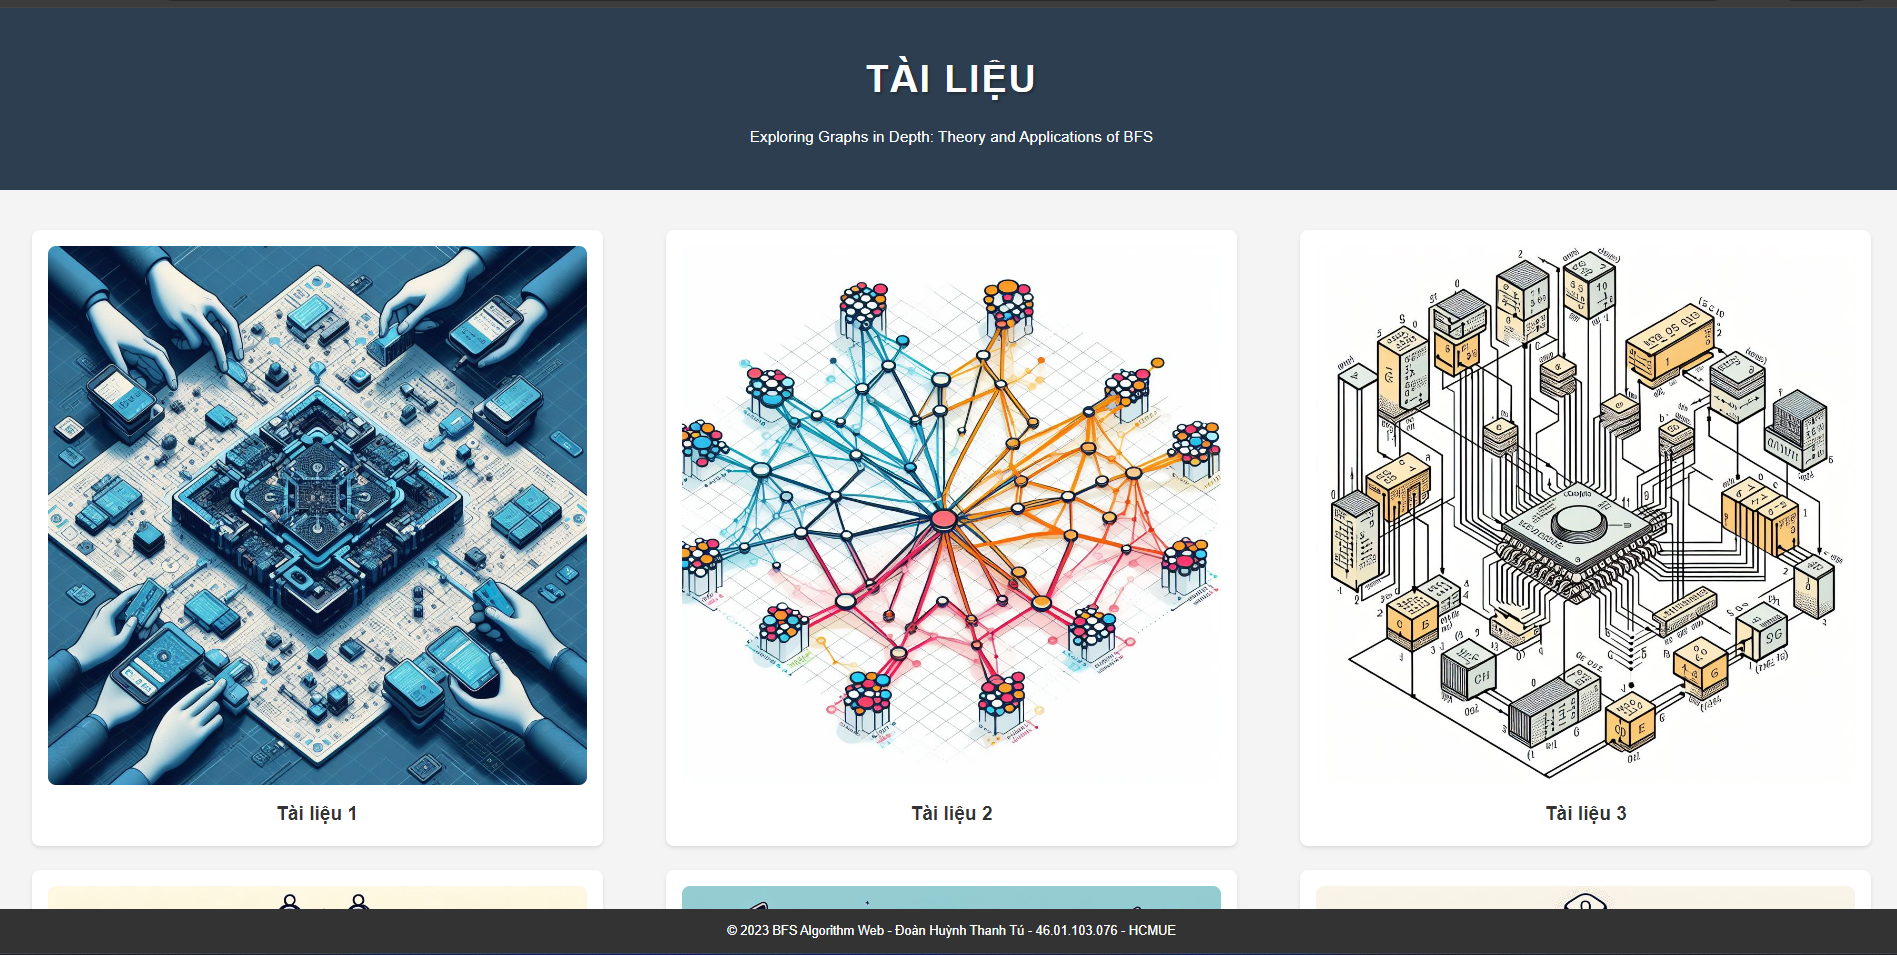 TÀI LIỆU
Exploring Graphs in Depth: Theory and Applications of BFS
Tài liệu 1
Tài liệu 2
Tài liệu 3
© 2023 BFS Algorithm Web - Đoàn Huỳnh Thanh Tú - 46.01.103.076 - HCMUE